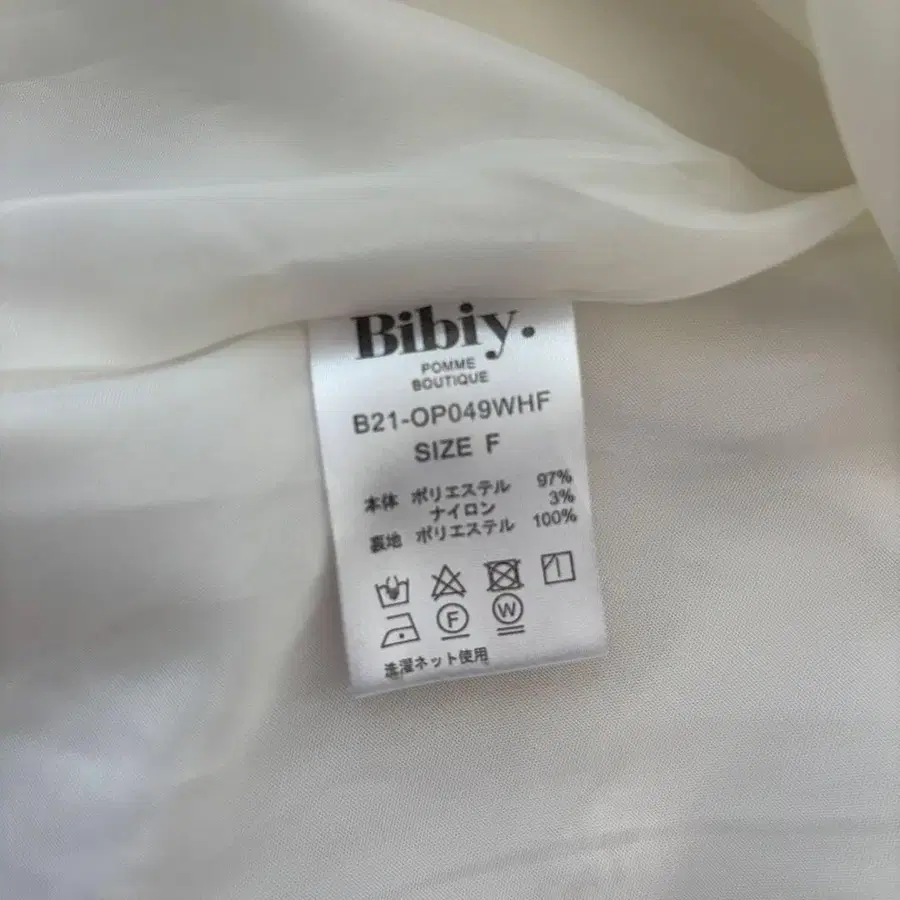 Bibiy.
POMME
BOUTIQUE
B21-OP049WHF
SIZE F
本体 ポリエステル 97%
ナイロン 3%
裏地 ポリエステル 100%
F W
洗濯ネット使用